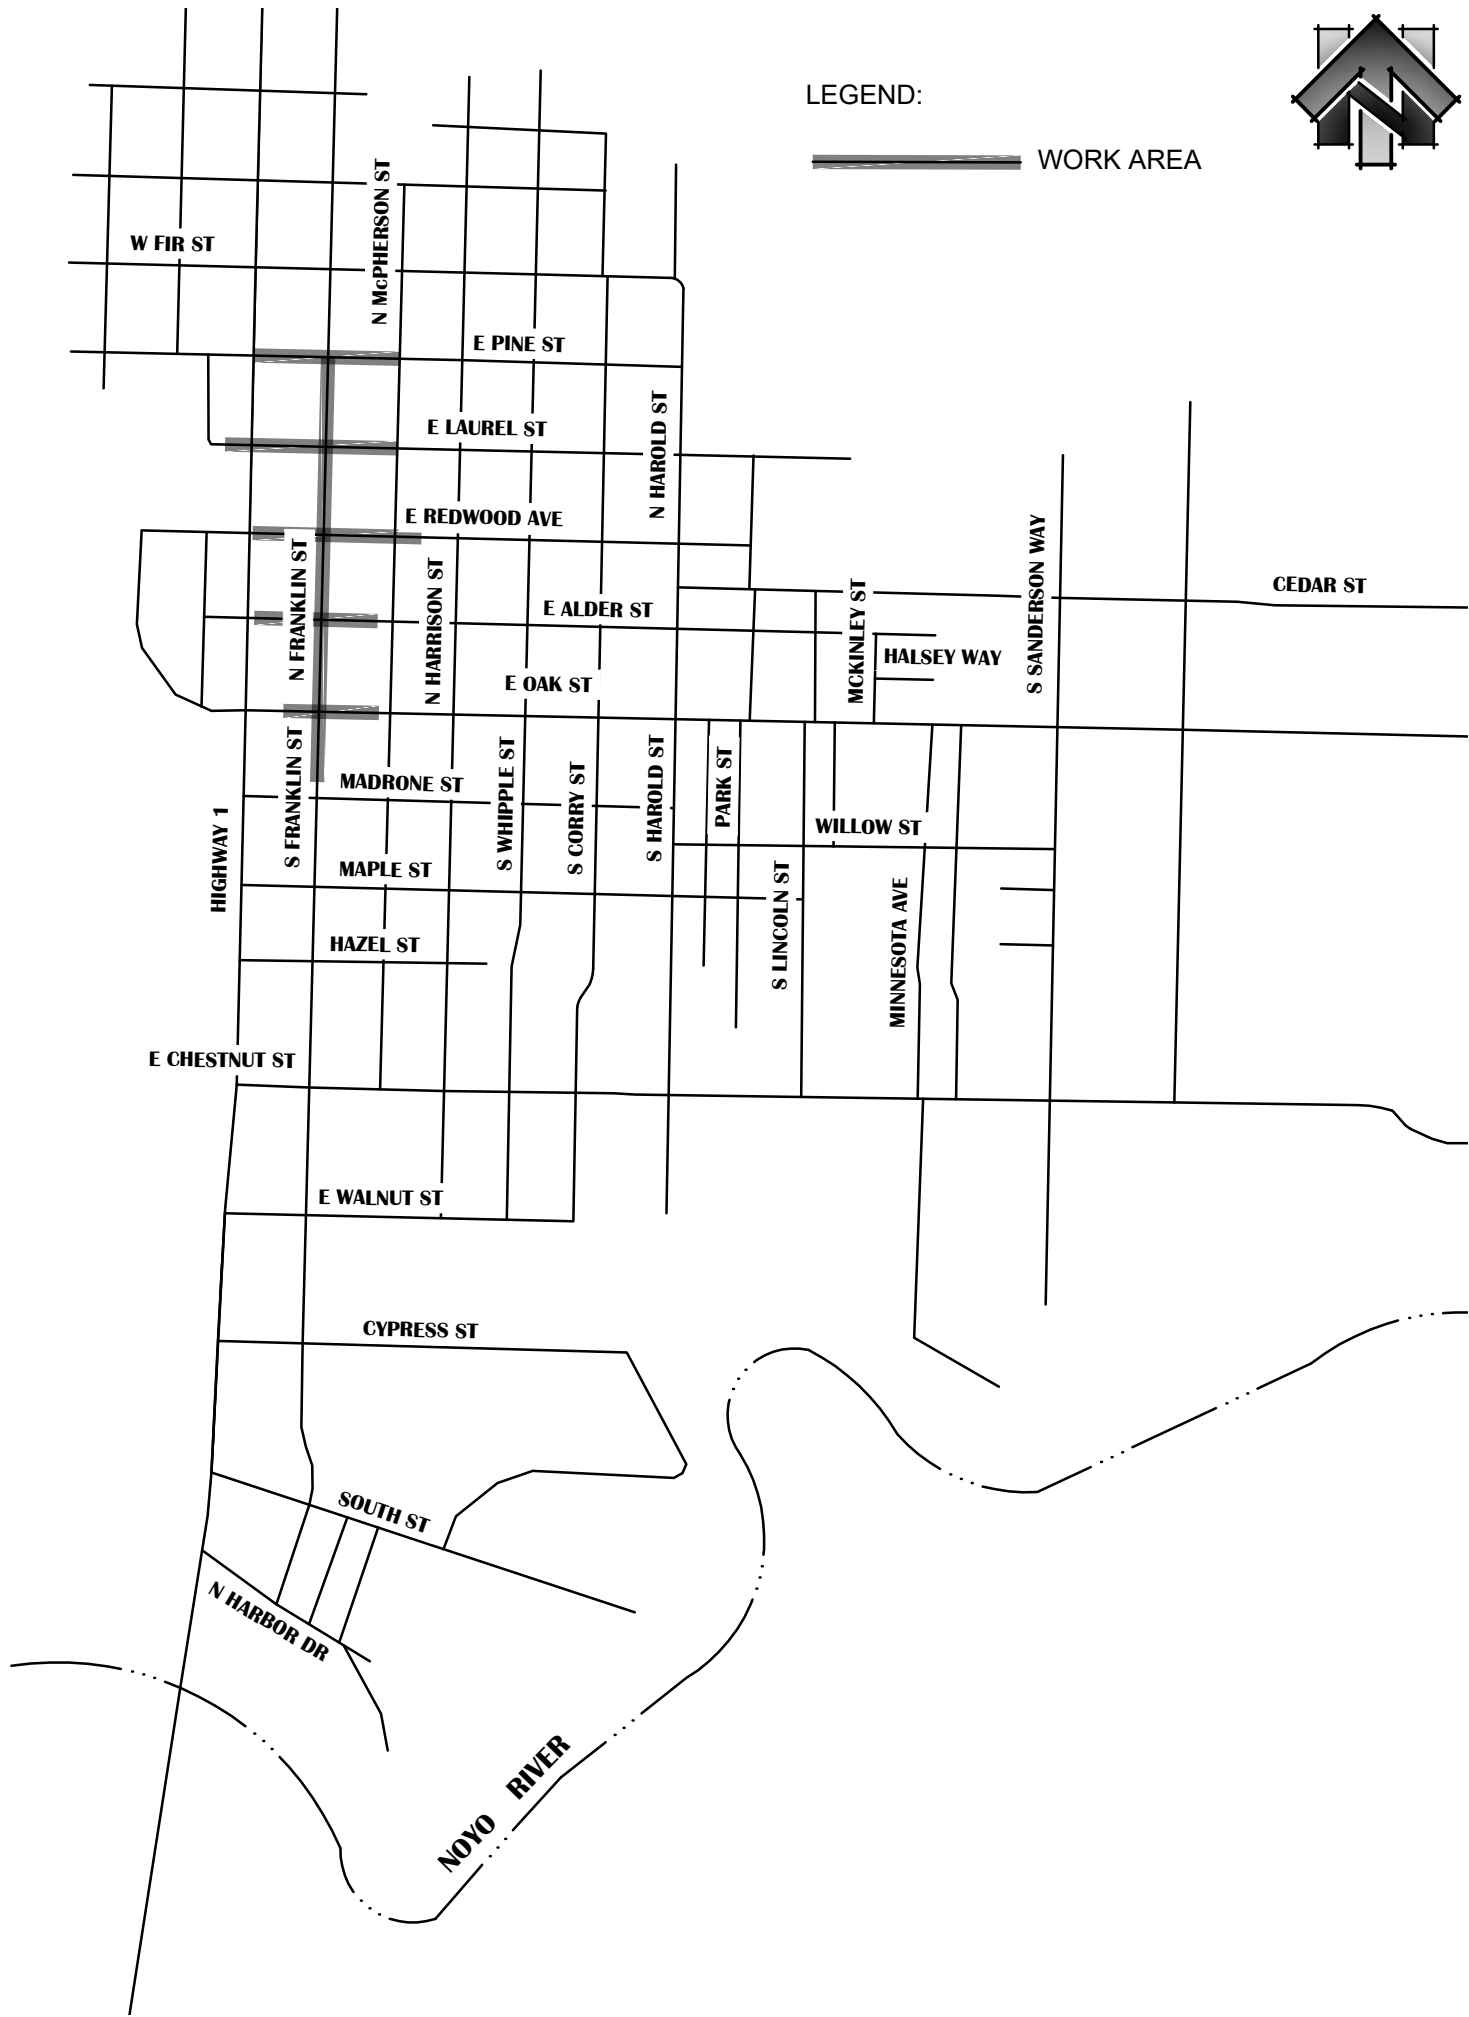 LEGEND:
WORK AREA
N
N McPHERSON ST
W FIR ST
E PINE ST
E LAUREL ST
N HAROLD ST
E REDWOOD AVE
N FRANKLIN ST
N HARRISON ST
E ALDER ST
MCKINLEY ST
HALSEY WAY
S SANDERSON WAY
CEDAR ST
E OAK ST
S FRANKLIN ST
MADRONE ST
S WHIPPLE ST
S CORRY ST
S HAROLD ST
PARK ST
WILLOW ST
HIGHWAY 1
MAPLE ST
S LINCOLN ST
MINNESOTA AVE
HAZEL ST
E CHESTNUT ST
E WALNUT ST
CYPRESS ST
SOUTH ST
N HARBOR DR
NOYO RIVER